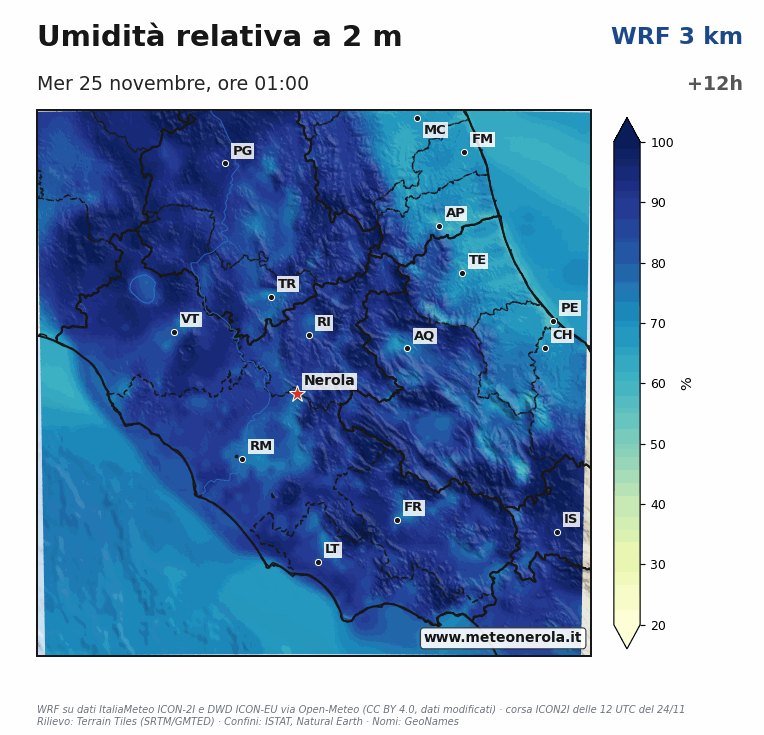 Umidità relativa a 2 m
WRF 3 km
Mer 25 novembre, ore 01:00
+12h
MC
FM
PG
AP
TE
TR
PE
VT
RI
AQ
CH
Nerola
RM
FR
IS
LT
www.meteonerola.it
100
90
80
70
60
50
40
30
20
%
WRF su dati ItaliaMeteo ICON-2I e DWD ICON-EU via Open-Meteo (CC BY 4.0, dati modificati) · corsa ICON2I delle 12 UTC del 24/11
Rilievo: Terrain Tiles (SRTM/GMTED) · Confini: ISTAT, Natural Earth · Nomi: GeoNames